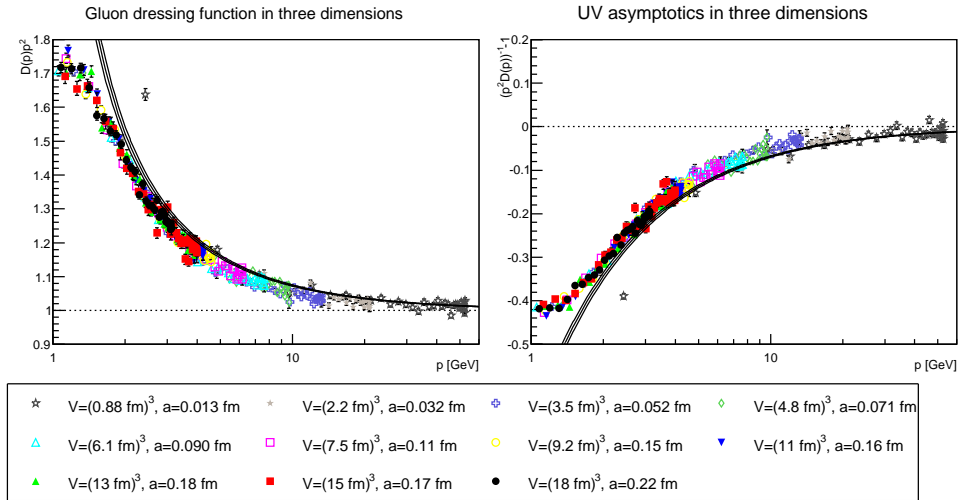 Gluon dressing function in three dimensions
D(p)p²
1.8
1.7
1.6
1.5
1.4
1.3
1.2
1.1
1
0.9
1
10
p [GeV]
UV asymptotics in three dimensions
(p²D(p))⁻¹-1
0.2
0.1
0
-0.1
-0.2
-0.3
-0.4
-0.5
1
10
p [GeV]
V=(0.88 fm)³, a=0.013 fm
V=(2.2 fm)³, a=0.032 fm
V=(3.5 fm)³, a=0.052 fm
V=(4.8 fm)³, a=0.071 fm
V=(6.1 fm)³, a=0.090 fm
V=(7.5 fm)³, a=0.11 fm
V=(9.2 fm)³, a=0.15 fm
V=(11 fm)³, a=0.16 fm
V=(13 fm)³, a=0.18 fm
V=(15 fm)³, a=0.17 fm
V=(18 fm)³, a=0.22 fm